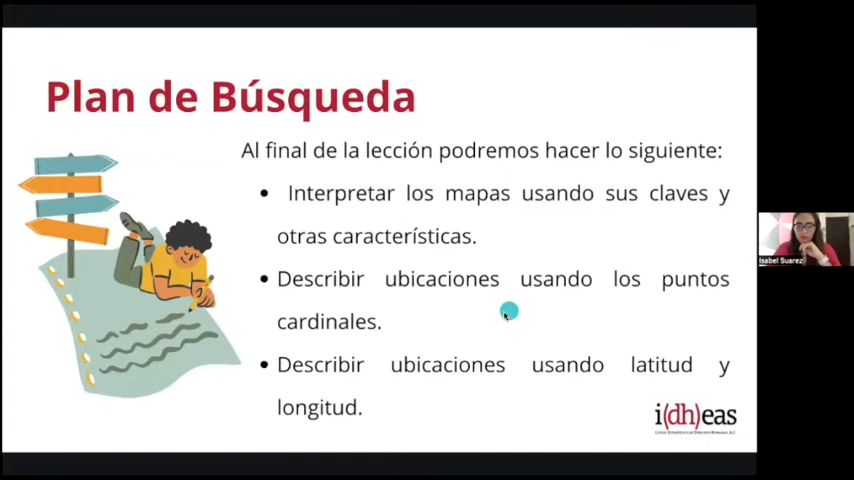 Plan de Búsqueda
Al final de la lección podremos hacer lo siguiente:
• Interpretar los mapas usando sus claves y
otras características.
• Describir ubicaciones usando los puntos
cardinales.
• Describir ubicaciones usando latitud y
longitud.
i(dh)eas
Isabel Suarez